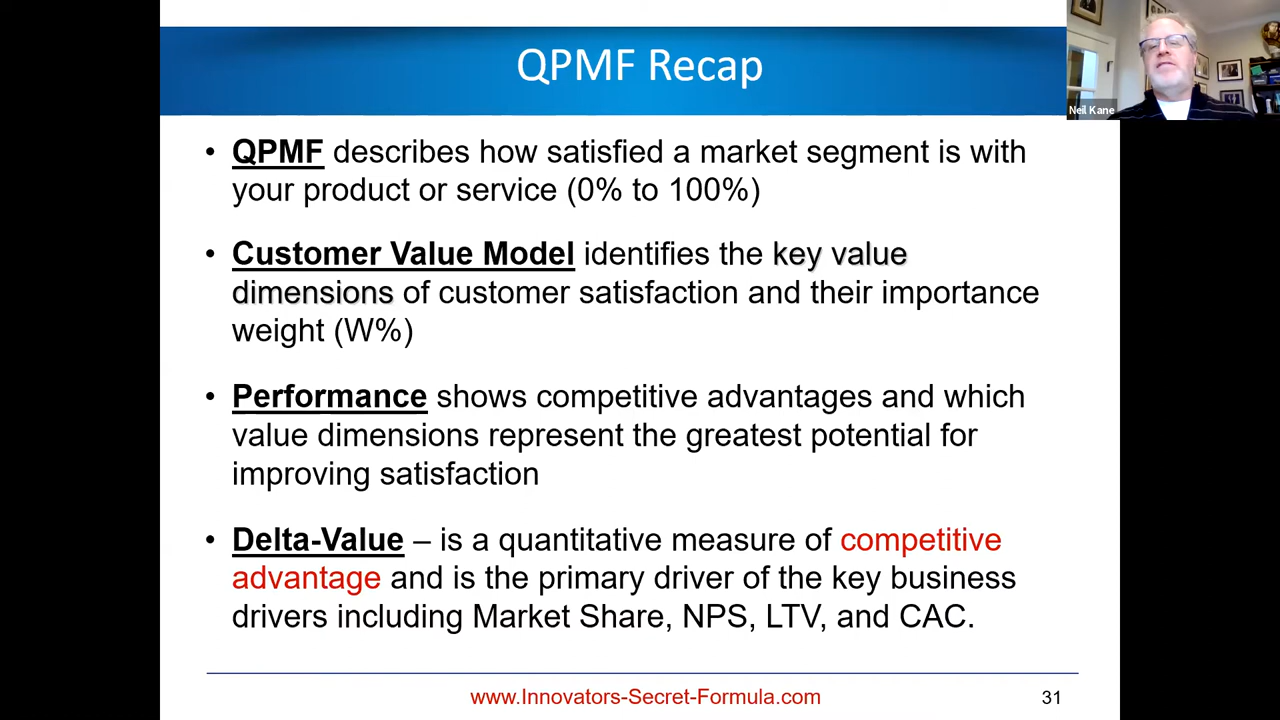 QPMF Recap
Neil Kane
• QPMF describes how satisfied a market segment is with
your product or service (0% to 100%)
• Customer Value Model identifies the key value
dimensions of customer satisfaction and their importance
weight (W%)
• Performance shows competitive advantages and which
value dimensions represent the greatest potential for
improving satisfaction
• Delta-Value – is a quantitative measure of competitive
advantage and is the primary driver of the key business
drivers including Market Share, NPS, LTV, and CAC.
www.Innovators-Secret-Formula.com
31